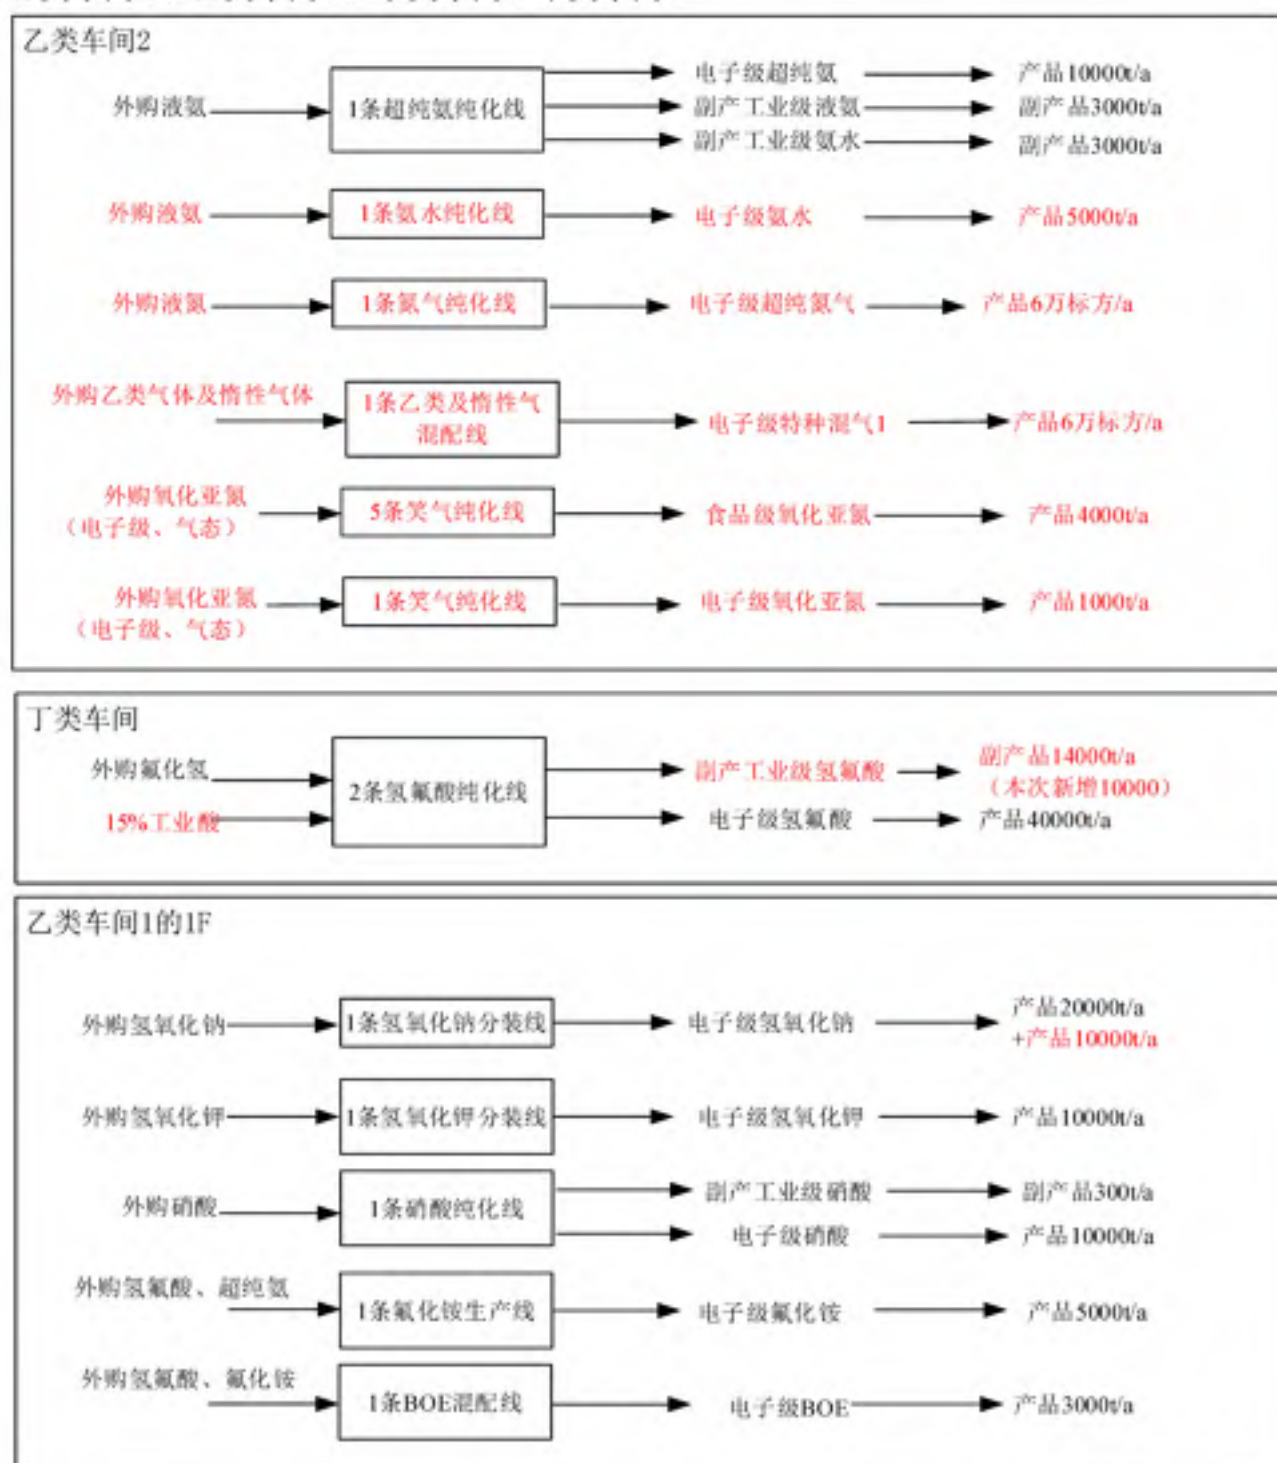 乙类车间2
外购液氨
1条超纯氨纯化线
电子级超纯氨
产品10000t/a
副产工业级液氨
副产品3000t/a
副产工业级氨水
副产品3000t/a
外购液氨
1条氨水纯化线
电子级氨水
产品5000t/a
外购液氮
1条氮气纯化线
电子级超纯氮气
产品6万标方/a
外购乙类气体及惰性气体
1条乙类及惰性气
混配线
电子级特种混气1
产品6万标方/a
外购氧化亚氮
（电子级、气态）
5条笑气纯化线
食品级氧化亚氮
产品4000t/a
外购氧化亚氮
（电子级、气态）
1条笑气纯化线
电子级氧化亚氮
产品1000t/a
丁类车间
外购氟化氢
15%工业酸
2条氢氟酸纯化线
副产工业级氢氟酸
副产品14000t/a
（本次新增10000）
电子级氢氟酸
产品40000t/a
乙类车间1的1F
外购氢氧化钠
1条氢氧化钠分装线
电子级氢氧化钠
产品20000t/a
+产品10000t/a
外购氢氧化钾
1条氢氧化钾分装线
电子级氢氧化钾
产品10000t/a
外购硝酸
1条硝酸纯化线
副产工业级硝酸
副产品300t/a
电子级硝酸
产品10000t/a
外购氢氟酸、超纯氨
1条氟化铵生产线
电子级氟化铵
产品5000t/a
外购氢氟酸、氟化铵
1条BOE混配线
电子级BOE
产品3000t/a